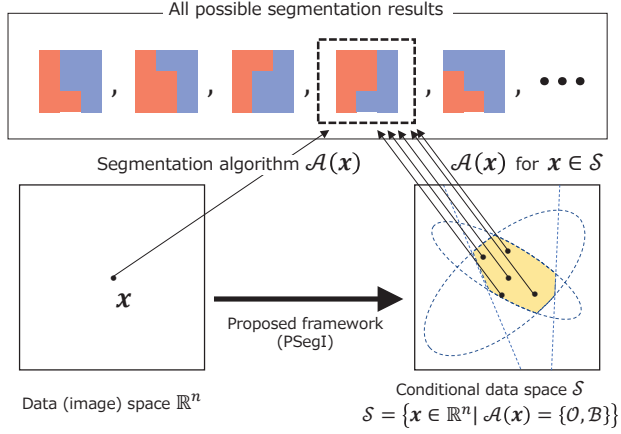 All possible segmentation results
, , , , , •••
Segmentation algorithm 𝒜(𝒙)
𝒜(𝒙) for 𝒙 ∈ 𝒮
𝒙
Proposed framework
(PSegI)
Data (image) space ℝⁿ
Conditional data space 𝒮
𝒮 = {𝒙 ∈ ℝⁿ| 𝒜(𝒙) = {𝒪, ℬ}}